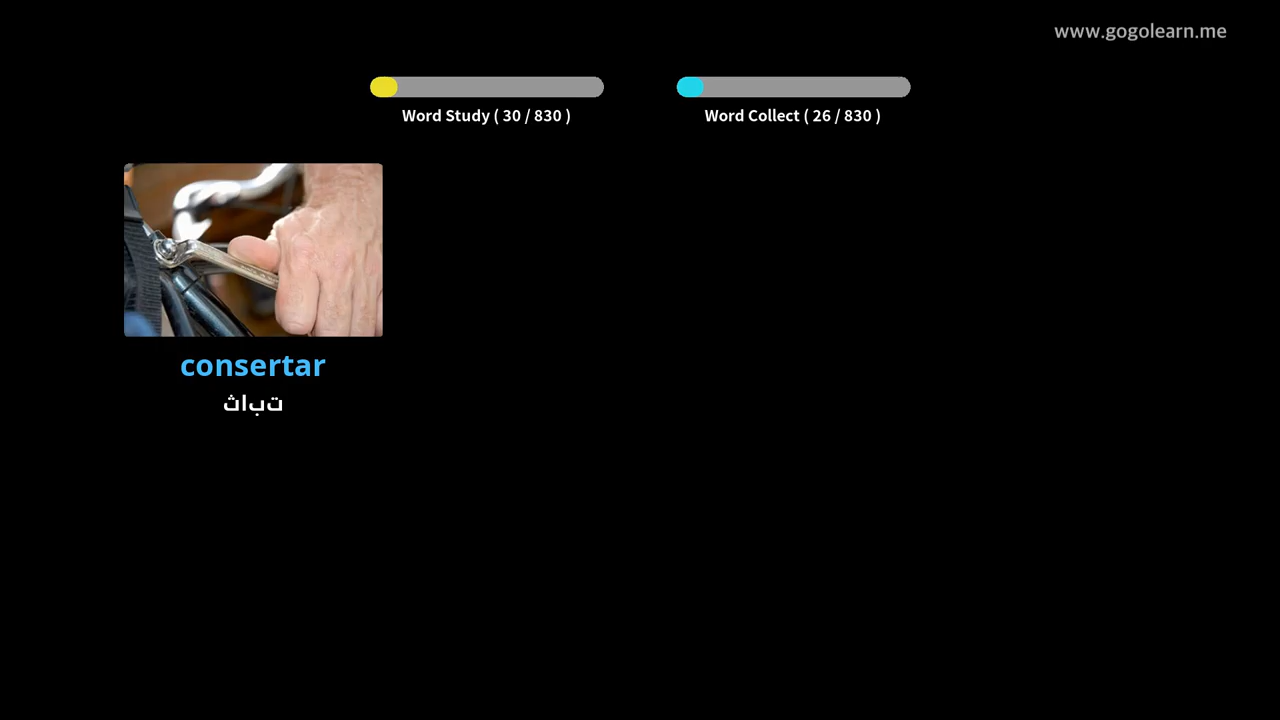 www.gogolearn.me
Word Study ( 30 / 830 )
Word Collect ( 26 / 830 )
consertar
تباث